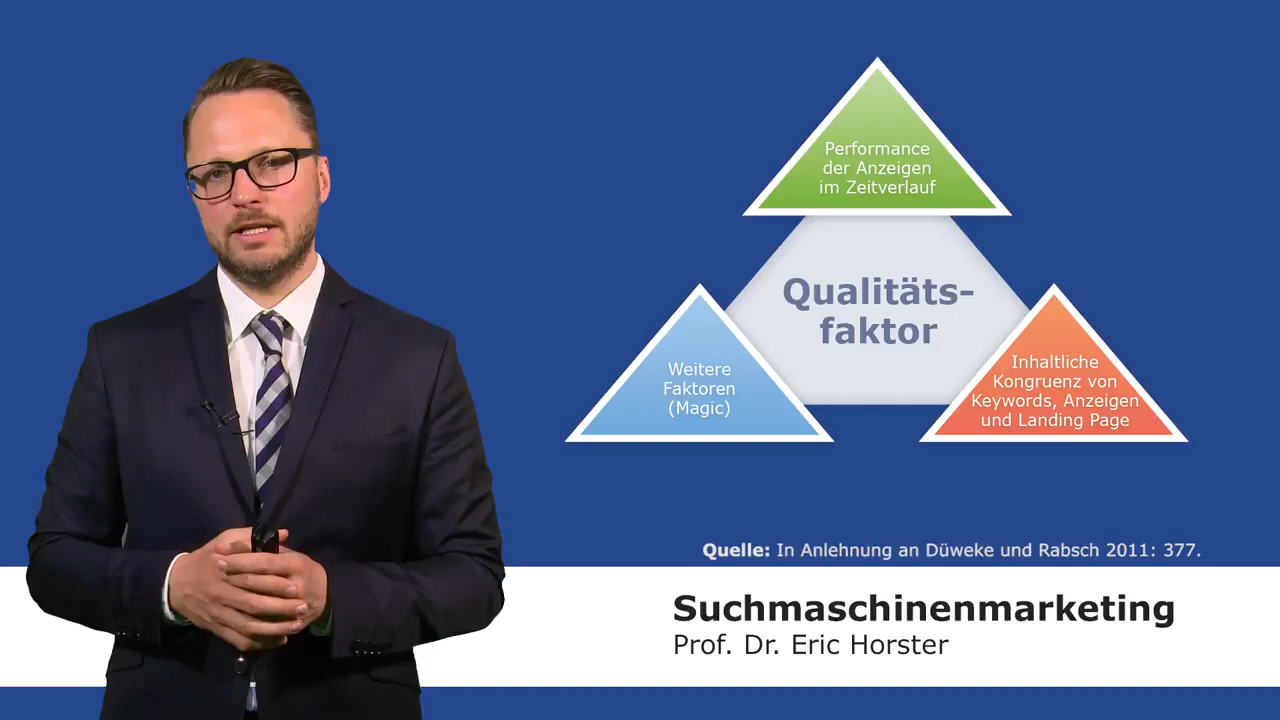 Performance
der Anzeigen
im Zeitverlauf
Qualitäts-
faktor
Weitere
Faktoren
(Magic)
Inhaltliche
Kongruenz von
Keywords, Anzeigen
und Landing Page
Quelle: In Anlehnung an Düweke und Rabsch 2011: 377.
Suchmaschinenmarketing
Prof. Dr. Eric Horster